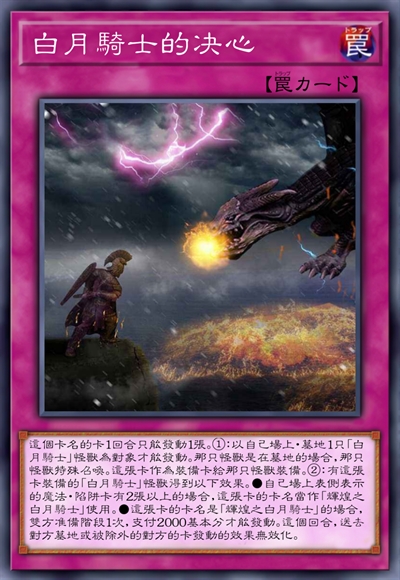 白月騎士的决心
トラップ
罠
トラップ
【罠カード】
這個卡名的卡1回合只能發動1張。①:以自己場上‧墓地1只「白
月騎士」怪獸為對象才能發動。那只怪獸是在墓地的場合,那只
怪獸特殊召喚。這張卡作為裝備卡給那只怪獸裝備。②:有這張
卡裝備的「白月騎士」怪獸得到以下效果。●自己場上表側表示
的魔法‧陷阱卡有2張以上的場合,這張卡的卡名當作「輝煌之
白月騎士」使用。●這張卡的卡名是「輝煌之白月騎士」的場合,
雙方准備階段1次,支付2000基本分才能發動。這個回合,送去
對方墓地或被除外的對方的卡發動的效果無效化。